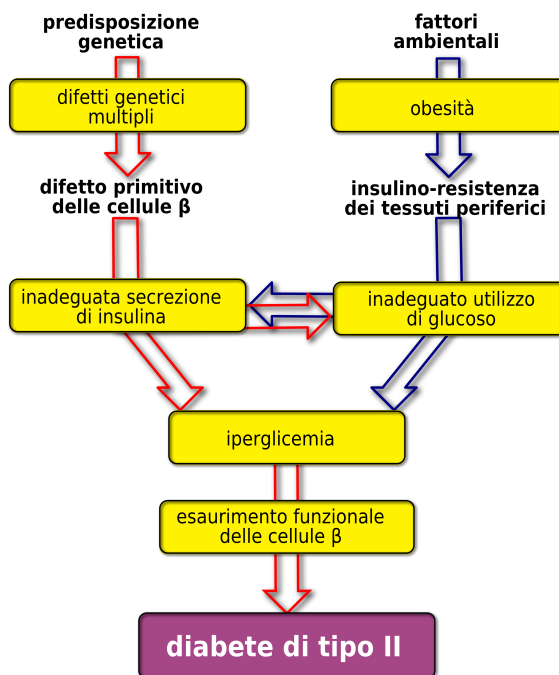 predisposizione
genetica
fattori
ambientali
difetti genetici
multipli
obesità
difetto primitivo
delle cellule β
insulino-resistenza
dei tessuti periferici
inadeguata secrezione
di insulina
inadeguato utilizzo
di glucoso
iperglicemia
esaurimento funzionale
delle cellule β
diabete di tipo II